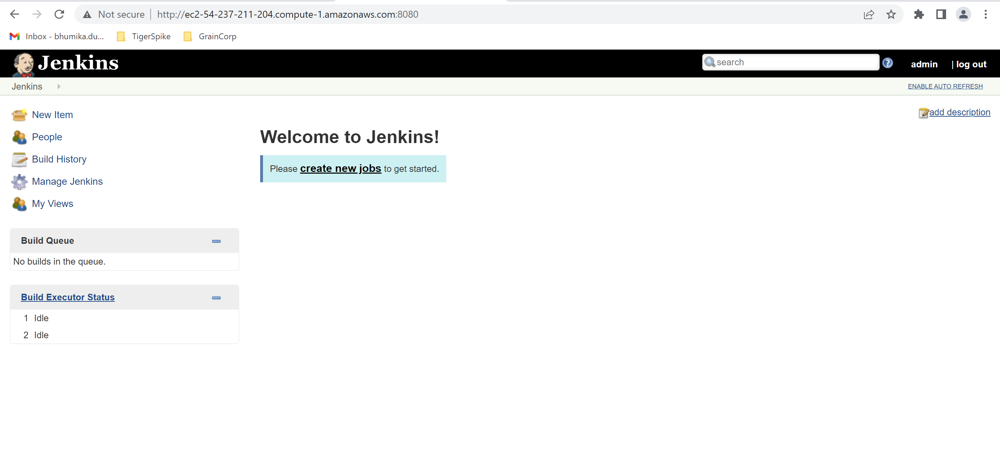 Not secure | http://ec2-54-237-211-204.compute-1.amazonaws.com:8080
Inbox - bhumika.du... TigerSpike GrainCorp
Jenkins search ? admin | log out
Jenkins ENABLE AUTO REFRESH
add description
New Item
People
Build History
Manage Jenkins
My Views
Welcome to Jenkins!
Please create new jobs to get started.
Build Queue
No builds in the queue.
Build Executor Status
1 Idle
2 Idle